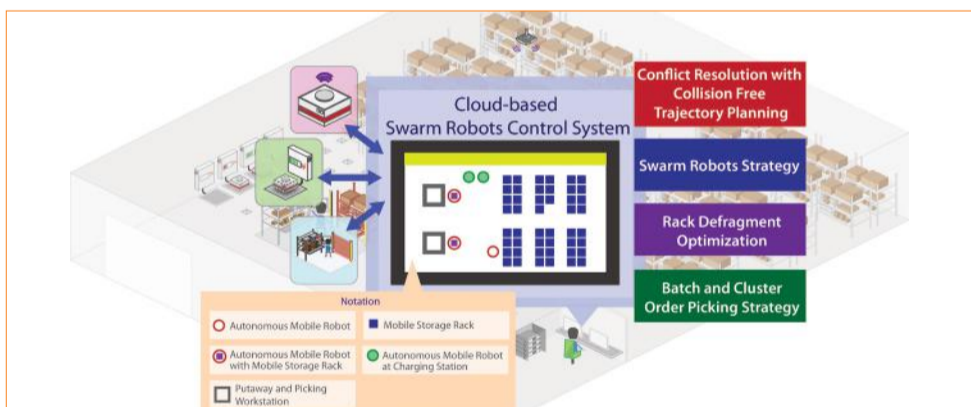 Cloud-based
Swarm Robots Control System
Conflict Resolution with
Collision Free
Trajectory Planning
Swarm Robots Strategy
Rack Defragment
Optimization
Batch and Cluster
Order Picking Strategy
Notation
Autonomous Mobile Robot
Mobile Storage Rack
Autonomous Mobile Robot
with Mobile Storage Rack
Autonomous Mobile Robot
at Charging Station
Putaway and Picking
Workstation